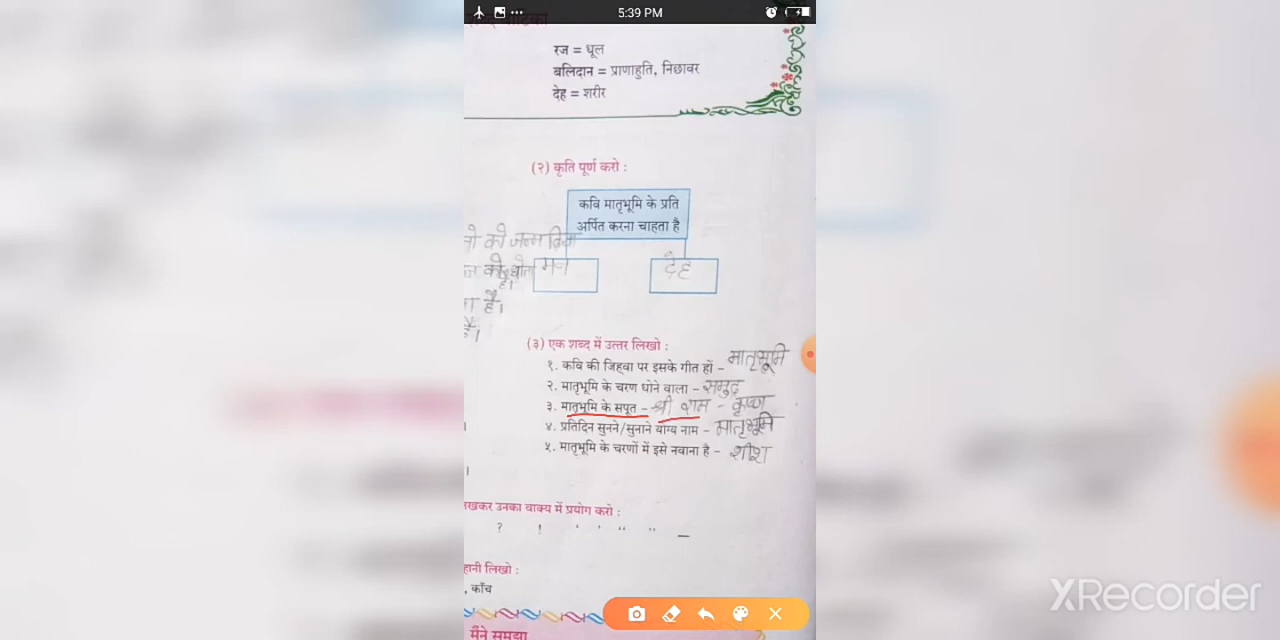 5:39 PM
रज = धूल
बलिदान = प्राणाहुति, निछावर
देह = शरीर
(२) कृति पूर्ण करो :
कवि मातृभूमि के प्रति
अर्पित करना चाहता है
को जन्म दिया
मन
देह
है।
(३) एक शब्द में उत्तर लिखो :
१. कवि की जिह्वा पर इसके गीत हों - मातृभूमि
२. मातृभूमि के चरण धोने वाला - समुद्र
३. मातृभूमि के सपूत - श्री राम - कृष्ण
४. प्रतिदिन सुनने/सुनाने योग्य नाम - मातृभूमि
५. मातृभूमि के चरणों में इसे नवाना है - शीश
उनका वाक्य में प्रयोग करो :
? ! ' ' " " _
लिखो :
, काँच
मैंने समझा
XRecorder